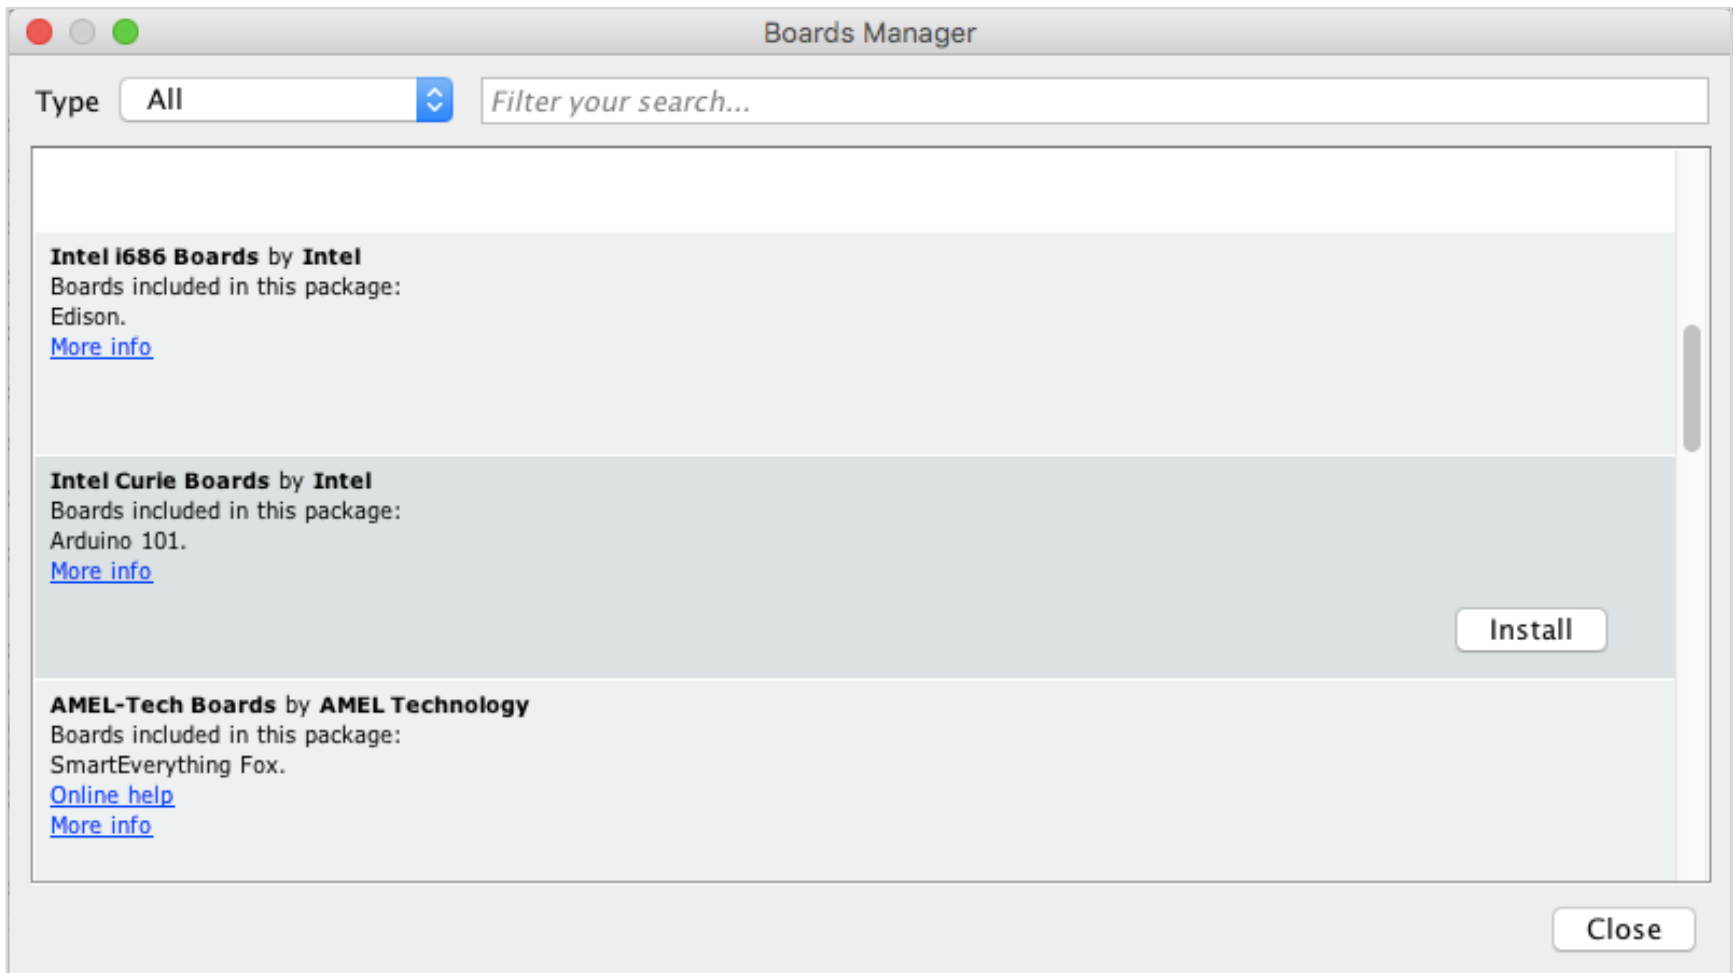 Boards Manager
Type All Filter your search...
Intel i686 Boards by Intel
Boards included in this package:
Edison.
More info
Intel Curie Boards by Intel
Boards included in this package:
Arduino 101.
More info
Install
AMEL-Tech Boards by AMEL Technology
Boards included in this package:
SmartEverything Fox.
Online help
More info
Close